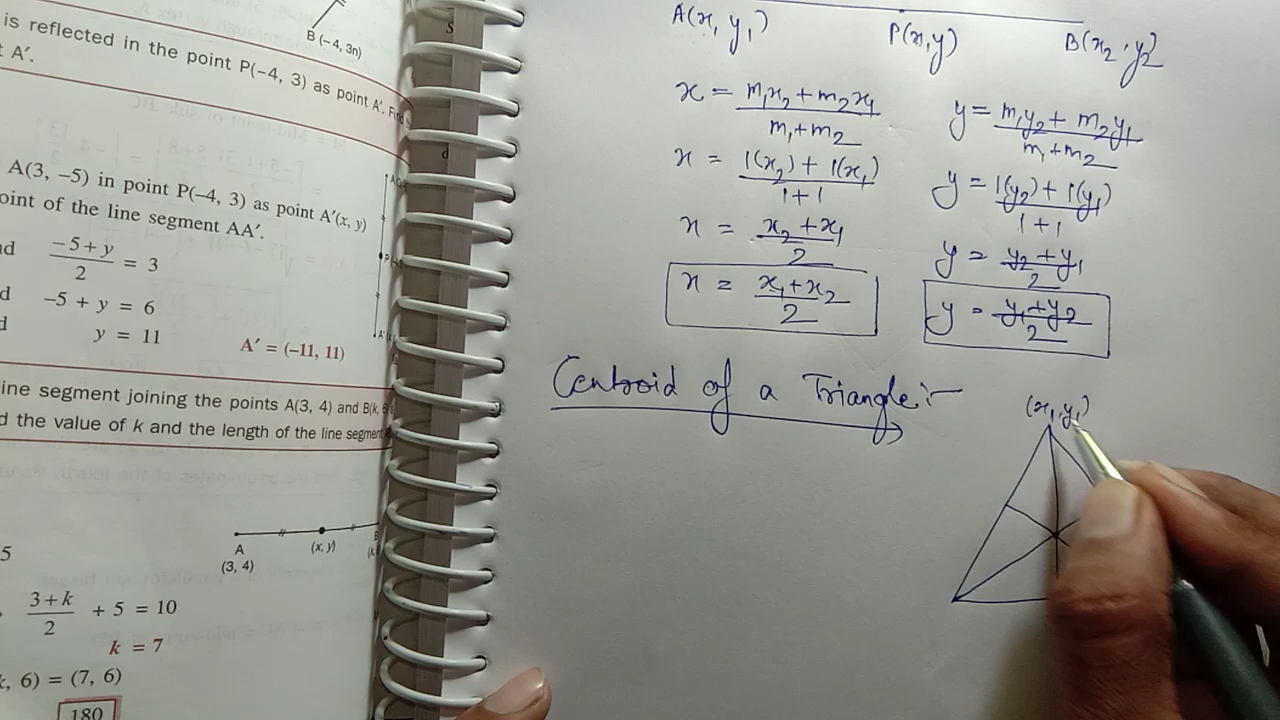 B (–4, 3n)
is reflected in the point P(–4, 3) as point A′. Find
A′.
A(3, –5) in point P(–4, 3) as point A′(x, y)
oint of the line segment AA′.
–5 + y / 2 = 3
–5 + y = 6
y = 11
A′ = (–11, 11)
ine segment joining the points A(3, 4) and B(k, 6)
d the value of k and the length of the line segment
A
(x, y)
(3, 4)
5
3 + k / 2 + 5 = 10
k = 7
k, 6) = (7, 6)
180
A(x, y₁) P(x,y) B(x₂, y₂)
x = m₁x₂ + m₂x₁ / m₁+m₂
y = m₁y₂ + m₂y₁ / m₁+m₂
x = 1(x₂) + 1(x₁) / 1+1
y = 1(y₂) + 1(y₁) / 1+1
x = x₂ + x₁ / 2
y = y₂ + y₁ / 2
x = x₁ + x₂ / 2
y = y₁ + y₂ / 2
Centroid of a Triangle:-
(x₁, y₁)